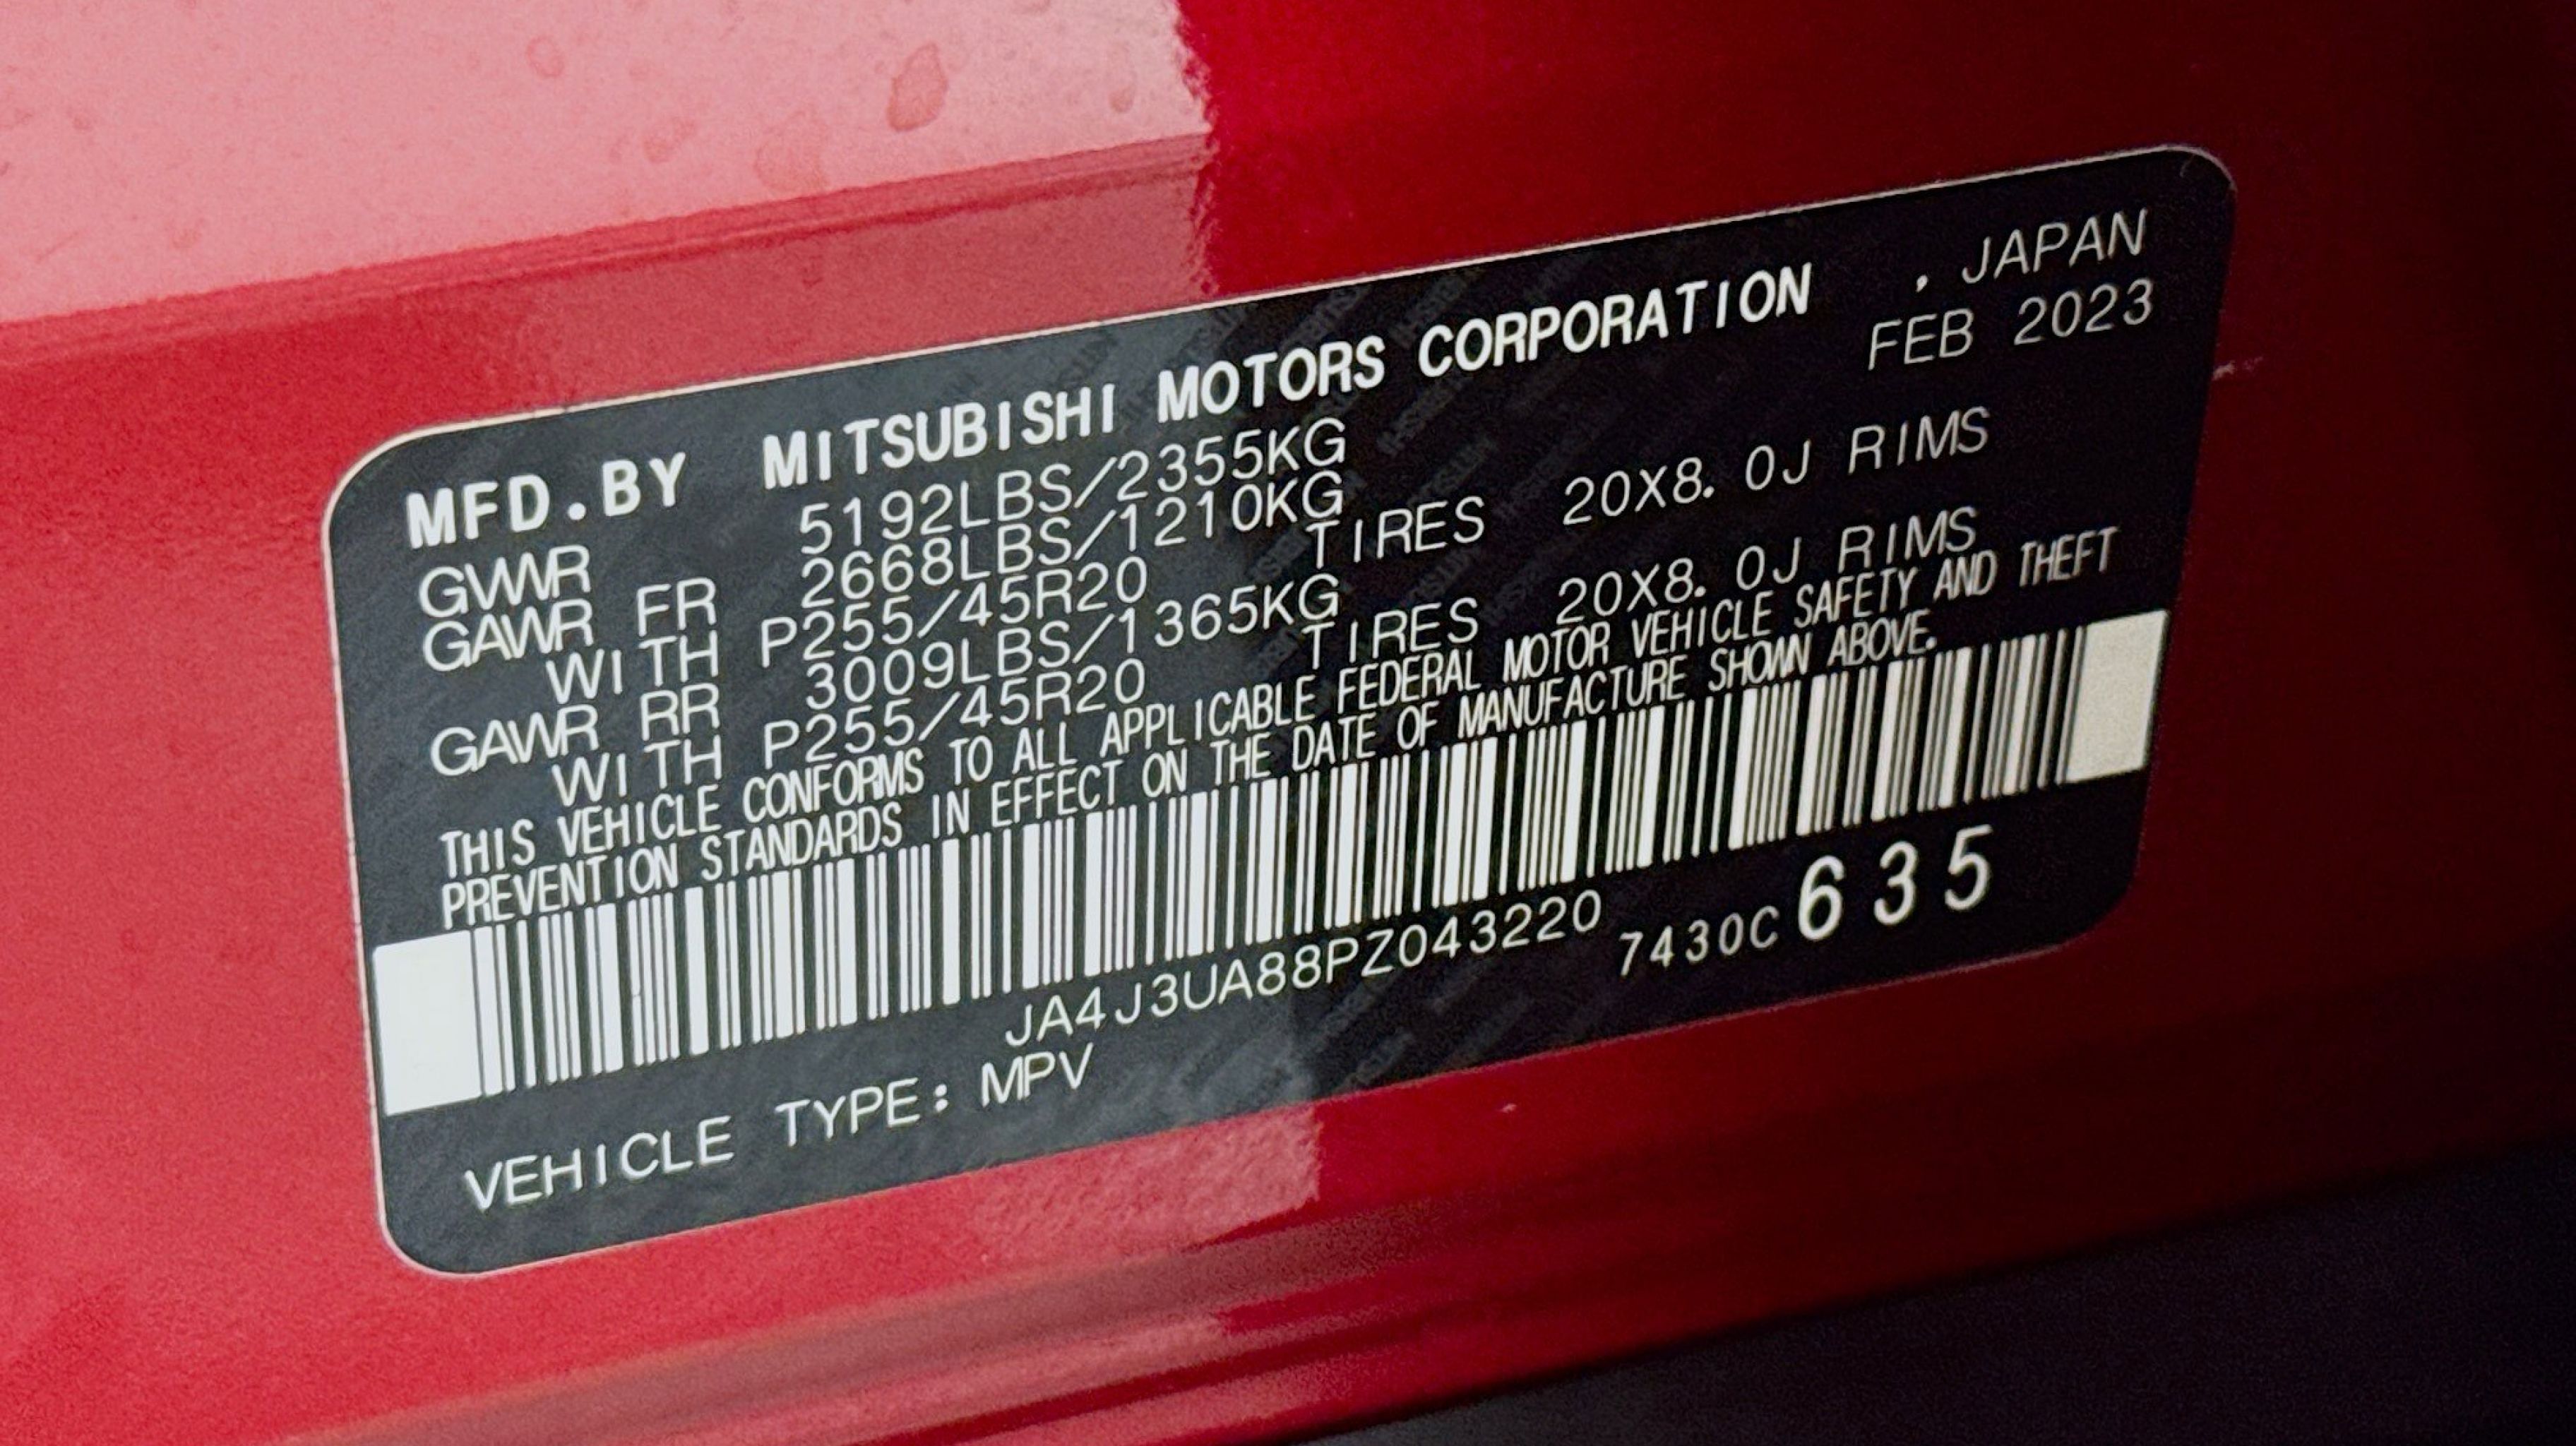 MFD.BY MITSUBISHI MOTORS CORPORATION , JAPAN
FEB 2023
GVWR 5192LBS/2355KG
GAWR FR 2668LBS/1210KG
WITH P255/45R20 TIRES 20X8.0J RIMS
GAWR RR 3009LBS/1365KG
WITH P255/45R20 TIRES 20X8.0J RIMS
THIS VEHICLE CONFORMS TO ALL APPLICABLE FEDERAL MOTOR VEHICLE SAFETY AND THEFT
PREVENTION STANDARDS IN EFFECT ON THE DATE OF MANUFACTURE SHOWN ABOVE.
JA4J3UA88PZ043220 7430C 635
VEHICLE TYPE: MPV